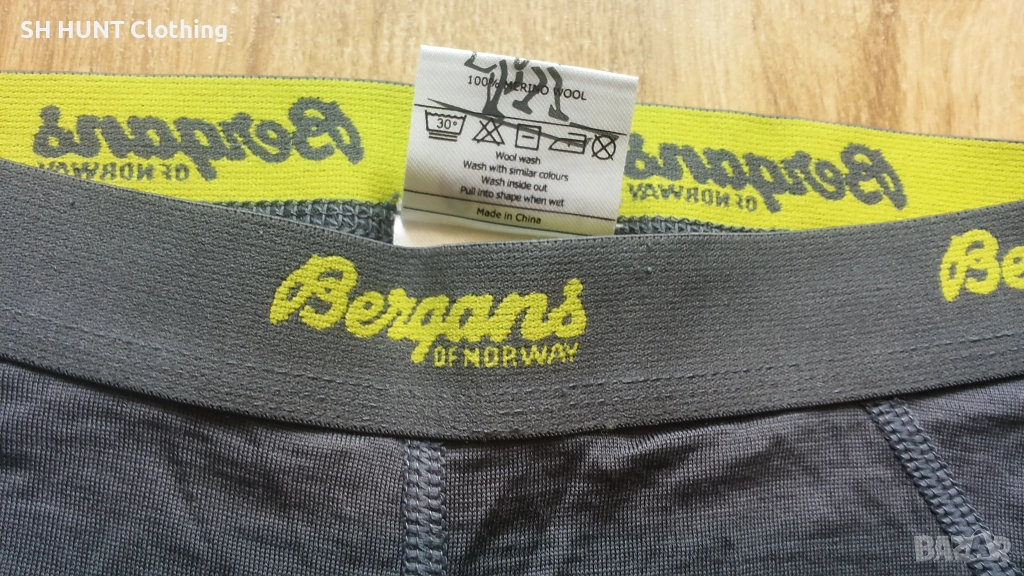 SH HUNT Clothing
100% MERINO WOOL
30°
Wool wash
Wash with similar colours
Wash inside out
Pull into shape when wet
Made in China
Bergans
OF NORWAY
Bergans
OF NORWAY
Bergans
OF NORWAY
Be
BAZAR